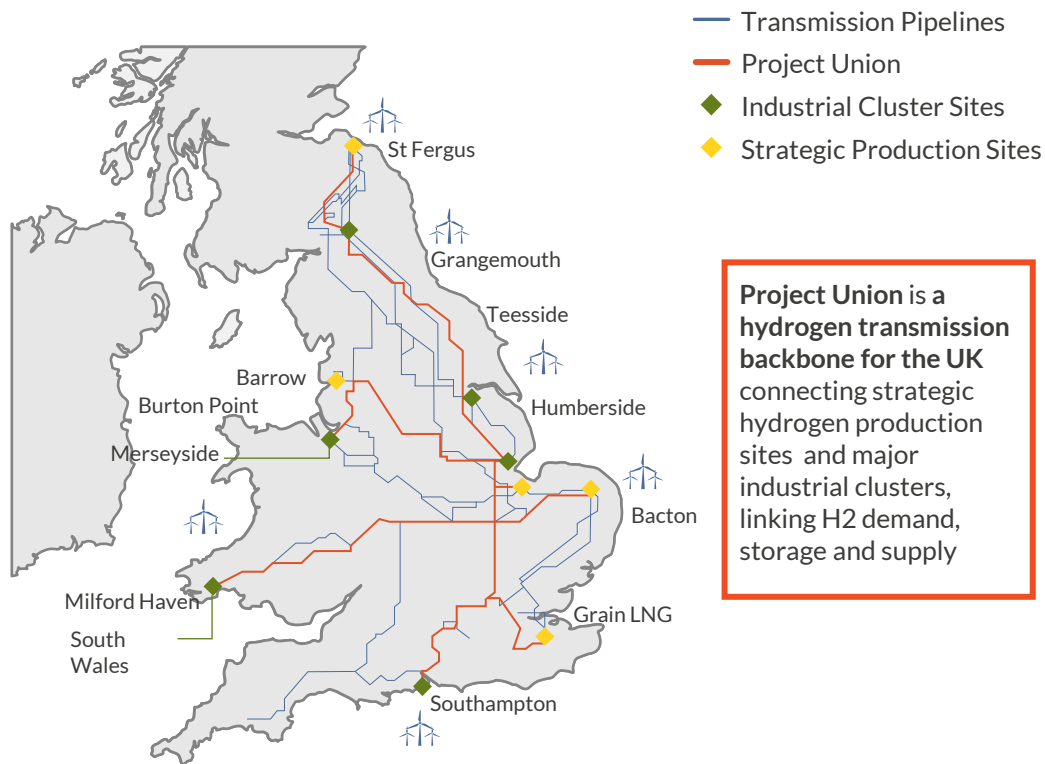 Transmission Pipelines
Project Union
Industrial Cluster Sites
Strategic Production Sites
St Fergus
Grangemouth
Teesside
Barrow
Burton Point
Humberside
Merseyside
Bacton
Milford Haven
South
Wales
Grain LNG
Southampton
Project Union is a
hydrogen transmission
backbone for the UK
connecting strategic
hydrogen production
sites and major
industrial clusters,
linking H2 demand,
storage and supply